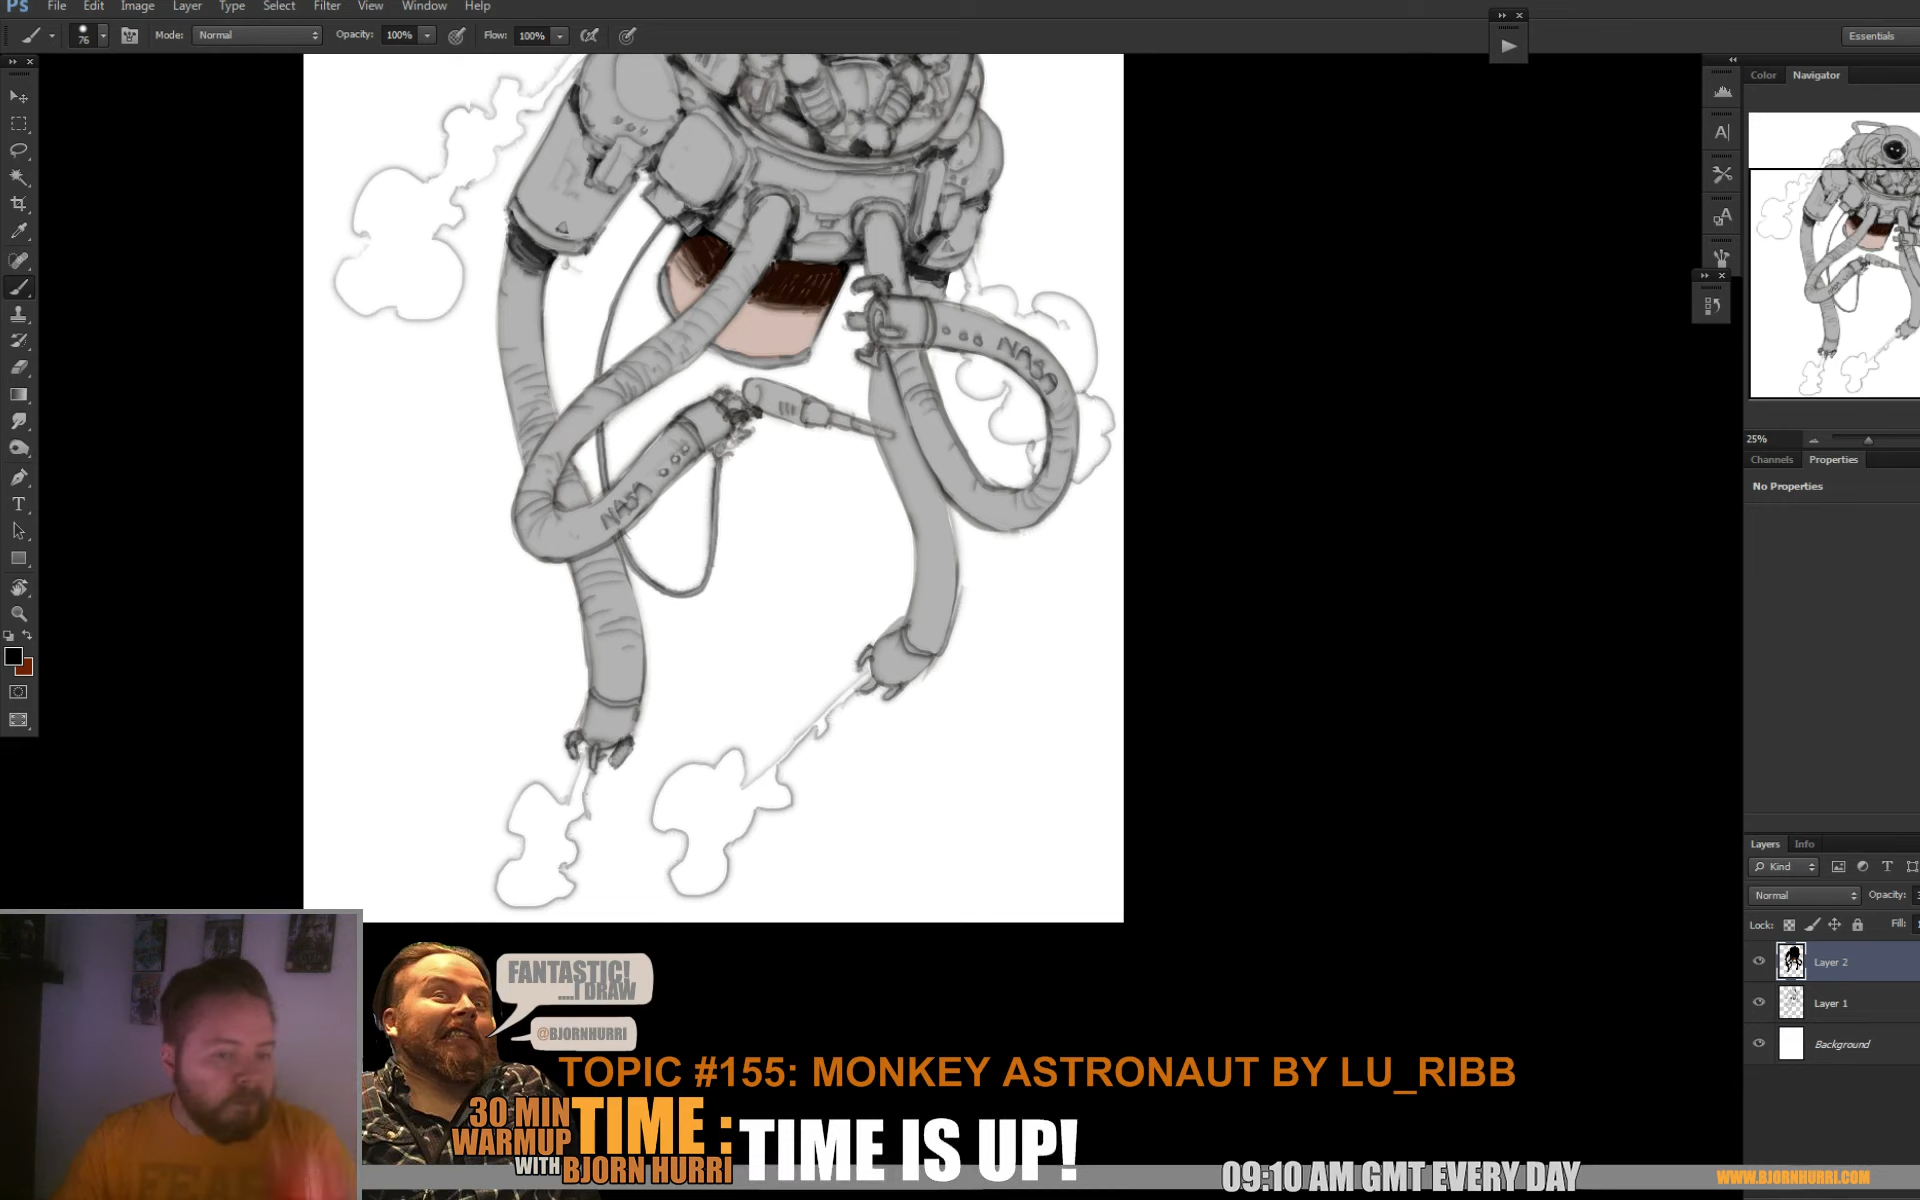 Ps File Edit Image Layer Type Select Filter View Window Help
76 Mode: Normal Opacity: 100% Flow: 100% Essentials
Color Navigator
25%
Channels Properties
No Properties
NASA
NASA
Layers Info
Kind
Normal Opacity:
Lock: Fill:
Layer 2
Layer 1
Background
FANTASTIC!
....I DRAW
@BJORNHURRI
TOPIC #155: MONKEY ASTRONAUT BY LU_RIBB
30 MIN
WARMUP
WITH BJORN HURRI
TIME : TIME IS UP!
09:10 AM GMT EVERY DAY
WWW.BJORNHURRI.COM